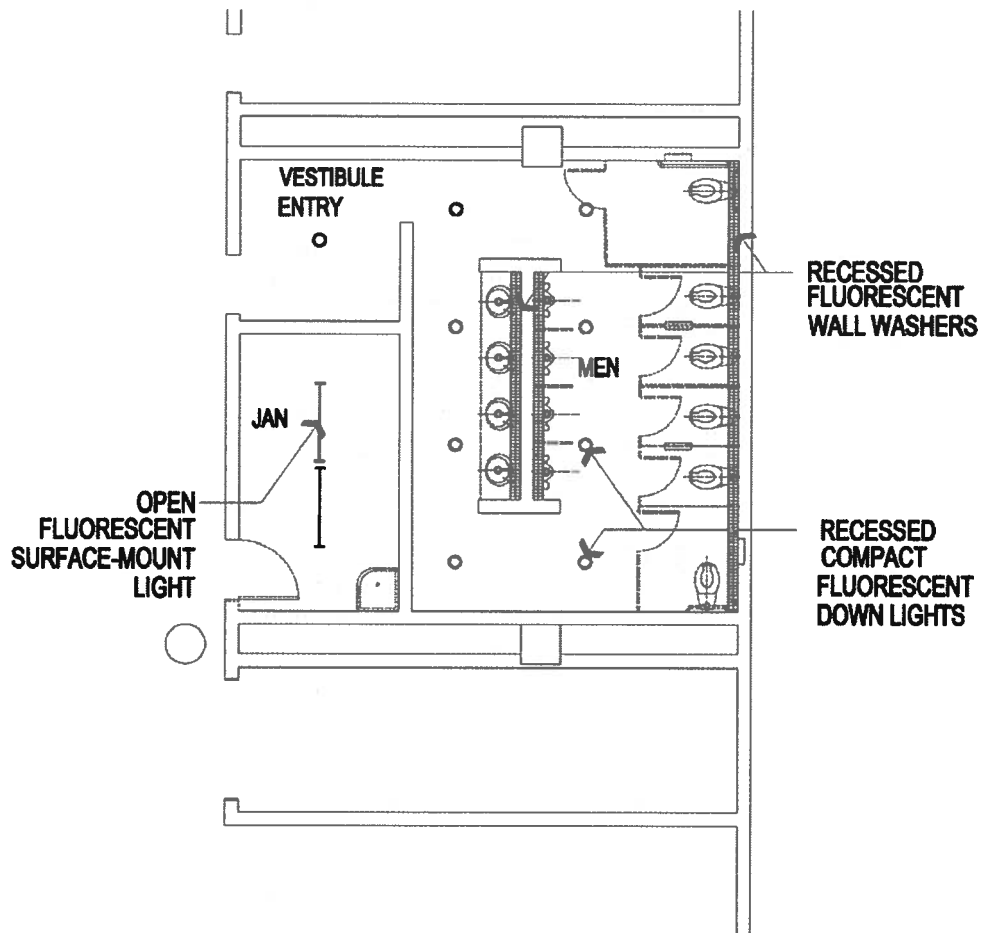 VESTIBULE
ENTRY
RECESSED
FLUORESCENT
WALL WASHERS
MEN
JAN
OPEN
FLUORESCENT
SURFACE-MOUNT
LIGHT
RECESSED
COMPACT
FLUORESCENT
DOWN LIGHTS